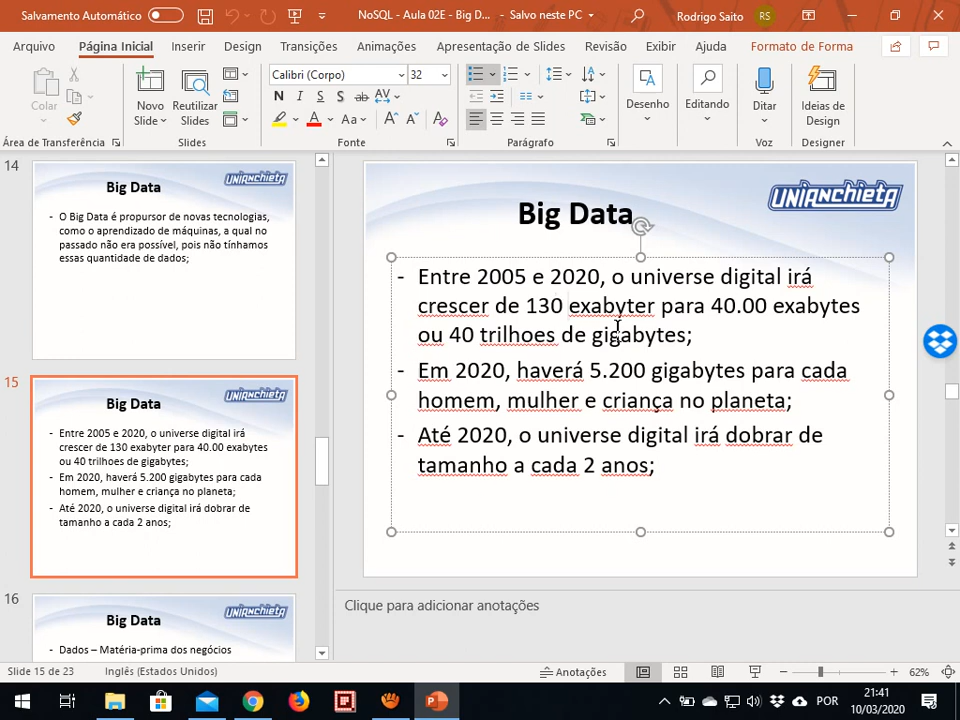 Salvamento Automático
NoSQL - Aula 02E - Big D... - Salvo neste PC
Rodrigo Saito
RS
Arquivo Página Inicial Inserir Design Transições Animações Apresentação de Slides Revisão Exibir Ajuda Formato de Forma
Calibri (Corpo) 32
N I S S ab AV
Aa A A
Colar
Novo Slide
Reutilizar Slides
Desenho
Editando
Ditar
Ideias de Design
Área de Transferência Slides Fonte Parágrafo Voz Designer
14
Big Data
UNIANCHIETA
- O Big Data é propursor de novas tecnologias,
como o aprendizado de máquinas, a qual no
passado não era possível, pois não tínhamos
essas quantidade de dados;
15
Big Data
UNIANCHIETA
- Entre 2005 e 2020, o universe digital irá
crescer de 130 exabyter para 40.00 exabytes
ou 40 trilhoes de gigabytes;
- Em 2020, haverá 5.200 gigabytes para cada
homem, mulher e criança no planeta;
- Até 2020, o universe digital irá dobrar de
tamanho a cada 2 anos;
16
Big Data
UNIANCHIETA
- Dados – Matéria-prima dos negócios
Big Data
UNIANCHIETA
- Entre 2005 e 2020, o universe digital irá
crescer de 130 exabyter para 40.00 exabytes
ou 40 trilhoes de gigabytes;
- Em 2020, haverá 5.200 gigabytes para cada
homem, mulher e criança no planeta;
- Até 2020, o universe digital irá dobrar de
tamanho a cada 2 anos;
Clique para adicionar anotações
Slide 15 de 23 Inglês (Estados Unidos) Anotações 62%
POR
21:41
10/03/2020